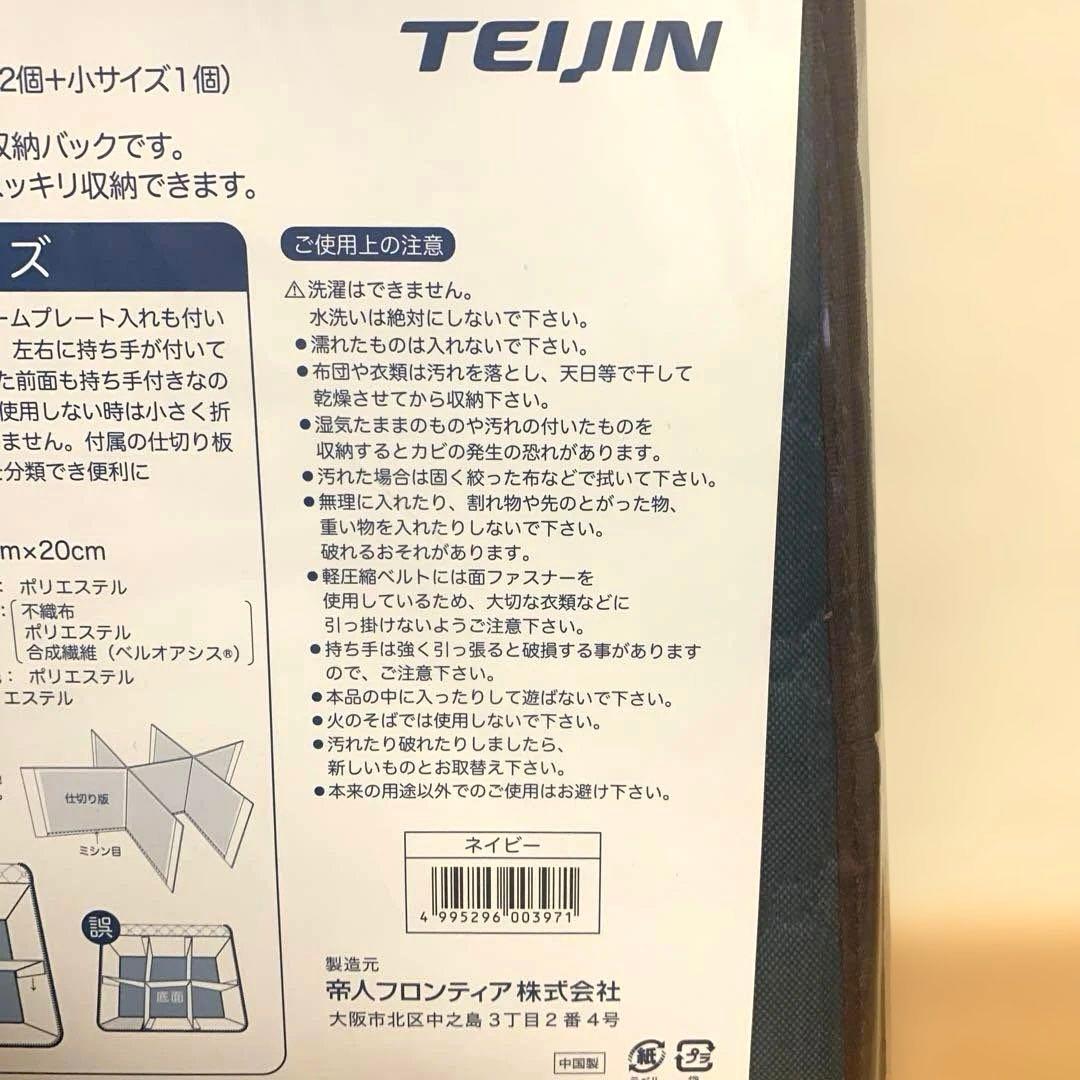 TEIJIN
2個+小サイズ1個)
収納バックです。
スッキリ収納できます。
ズ
ームプレート入れも付い
左右に持ち手が付いて
た前面も持ち手付きなの
使用しない時は小さく折
ません。付属の仕切り板
分類でき便利に
m×20cm
: ポリエステル
: 不織布
ポリエステル
合成繊維(ベルオアシス®)
: ポリエステル
エステル
仕切り版
ミシン目
誤
底面
ご使用上の注意
⚠洗濯はできません。
水洗いは絶対にしないで下さい。
●濡れたものは入れないで下さい。
●布団や衣類は汚れを落とし、天日等で干して
乾燥させてから収納下さい。
●湿気たままのものや汚れの付いたものを
収納するとカビの発生の恐れがあります。
●汚れた場合は固く絞った布などで拭いて下さい。
●無理に入れたり、割れ物や先のとがった物、
重い物を入れたりしないで下さい。
破れるおそれがあります。
●軽圧縮ベルトには面ファスナーを
使用しているため、大切な衣類などに
引っ掛けないようご注意下さい。
●持ち手は強く引っ張ると破損する事があります
ので、ご注意下さい。
●本品の中に入ったりして遊ばないで下さい。
●火のそばでは使用しないで下さい。
●汚れたり破れたりしましたら、
新しいものとお取替え下さい。
●本来の用途以外でのご使用はお避け下さい。
ネイビー
4 995296 003971
製造元
帝人フロンティア株式会社
大阪市北区中之島3丁目2番4号
中国製
紙
プラ